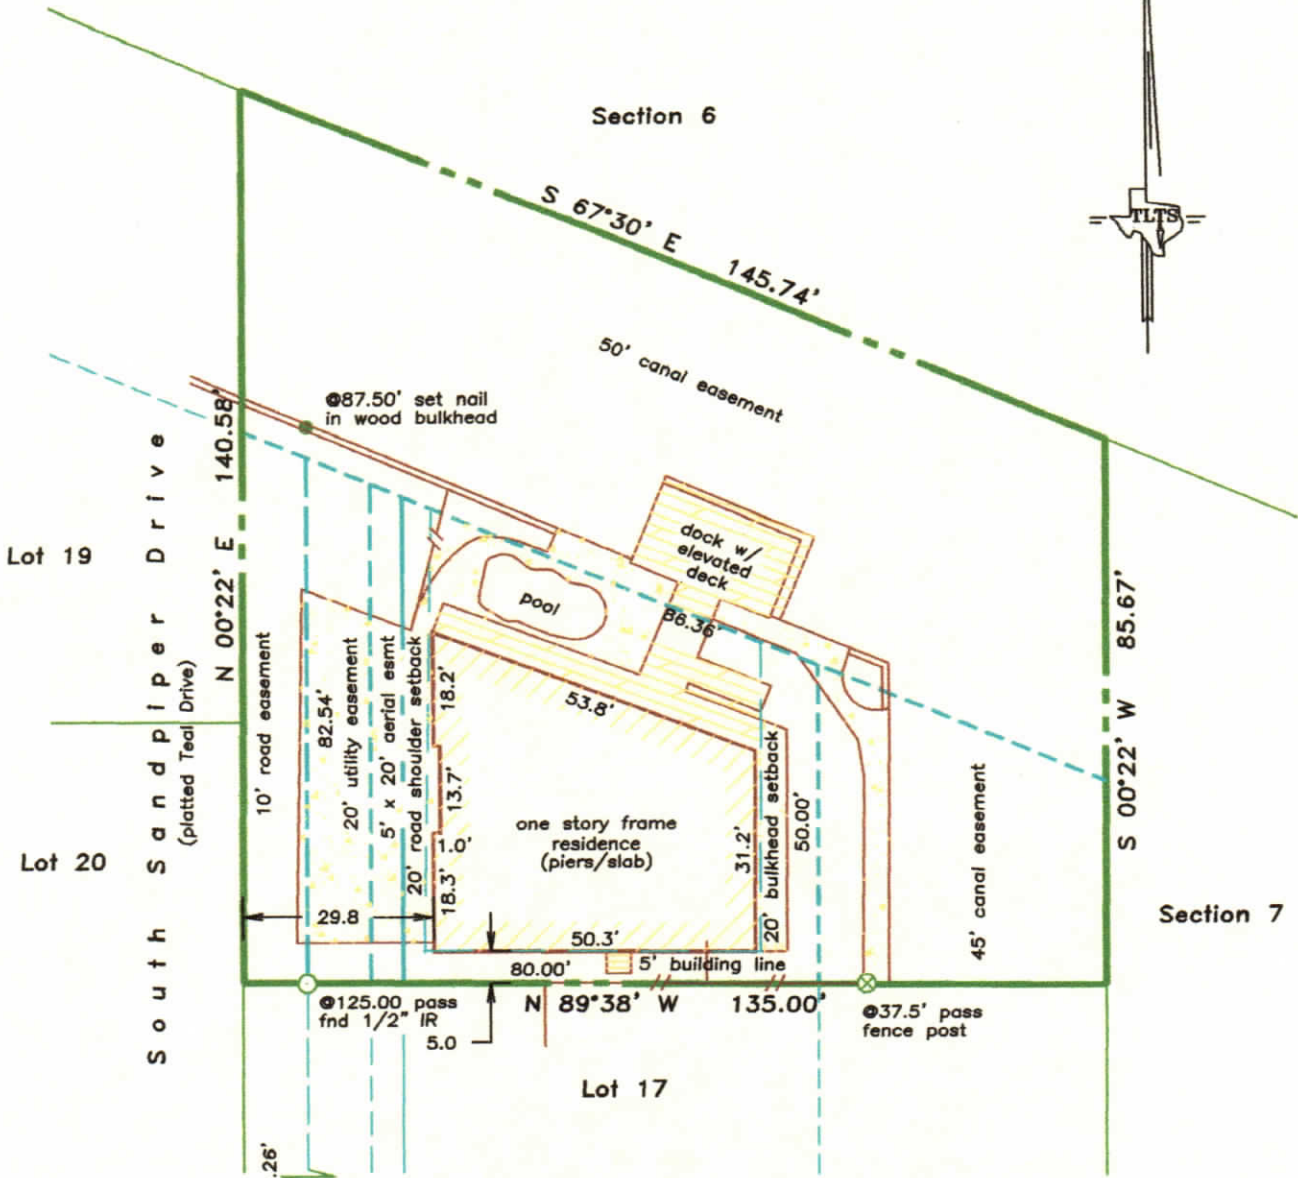 Section 6
TLTS
S 67°30' E 145.74'
50' canal easement
@87.50' set nail
in wood bulkhead
N 00°22' E 140.58'
South Sandpiper Drive
(platted Teal Drive)
Lot 19
Lot 20
dock w/
elevated
deck
pool
86.36'
S 00°22' W 85.67'
10' road easement
82.54'
20' utility easement
5' x 20' aerial esmt
20' road shoulder setback
18.2'
13.7'
1.0'
18.3'
53.8'
one story frame
residence
(piers/slab)
31.2'
20' bulkhead setback
50.00'
45' canal easement
Section 7
29.8
50.3'
80.00'
5' building line
@125.00 pass
fnd 1/2" IR
N 89°38' W 135.00'
@37.5' pass
fence post
5.0
Lot 17
.26'